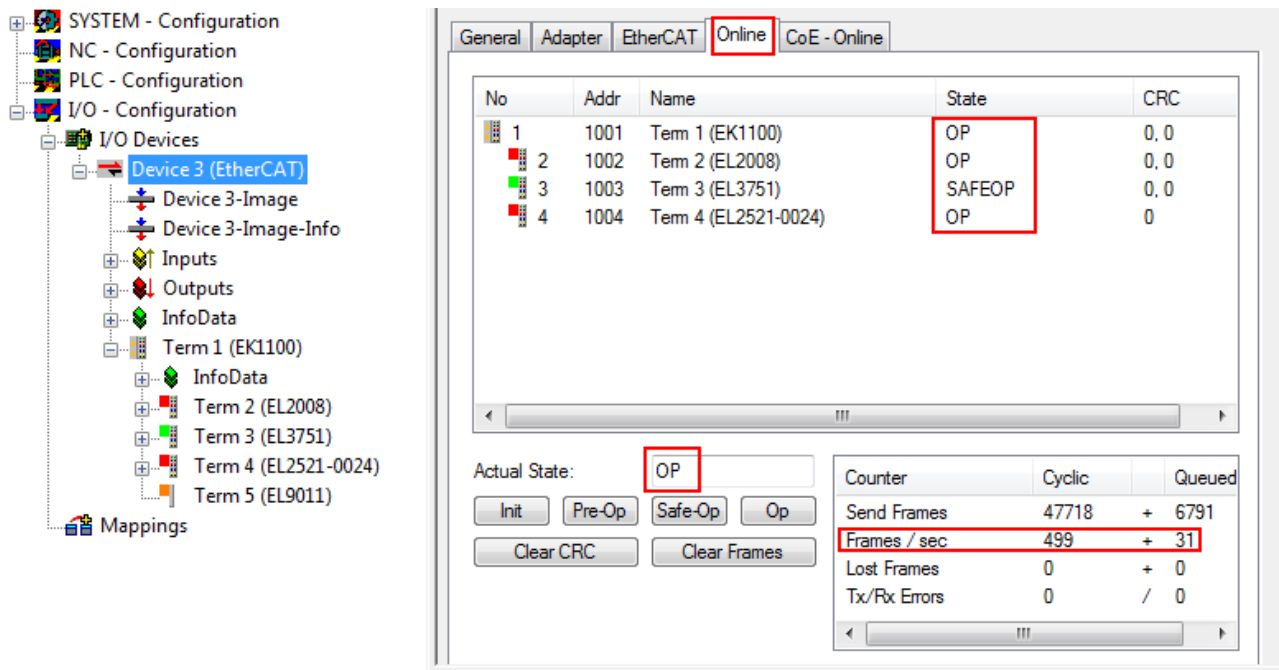 SYSTEM - Configuration
NC - Configuration
PLC - Configuration
I/O - Configuration
I/O Devices
Device 3 (EtherCAT)
Device 3-Image
Device 3-Image-Info
Inputs
Outputs
InfoData
Term 1 (EK1100)
InfoData
Term 2 (EL2008)
Term 3 (EL3751)
Term 4 (EL2521-0024)
Term 5 (EL9011)
Mappings
General Adapter EtherCAT Online CoE - Online
No Addr Name State CRC
1 1001 Term 1 (EK1100) OP 0, 0
2 1002 Term 2 (EL2008) OP 0, 0
3 1003 Term 3 (EL3751) SAFEOP 0, 0
4 1004 Term 4 (EL2521-0024) OP 0
Actual State: OP
Init Pre-Op Safe-Op Op
Clear CRC Clear Frames
Counter Cyclic Queued
Send Frames 47718 + 6791
Frames / sec 499 + 31
Lost Frames 0 + 0
Tx/Rx Errors 0 / 0